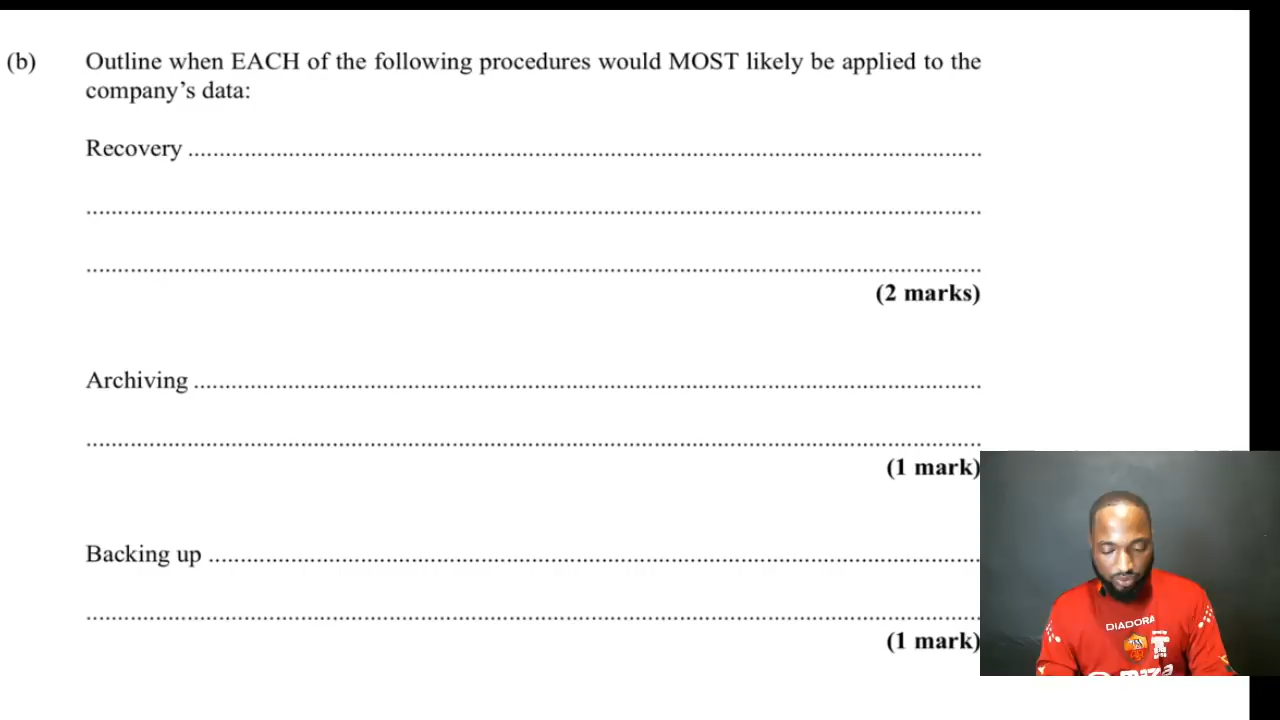 (b) Outline when EACH of the following procedures would MOST likely be applied to the
company's data:
Recovery ....................................................................................................
....................................................................................................
....................................................................................................
(2 marks)
Archiving ....................................................................................................
....................................................................................................
(1 mark)
Backing up ....................................................................................................
....................................................................................................
(1 mark)
DIADORA